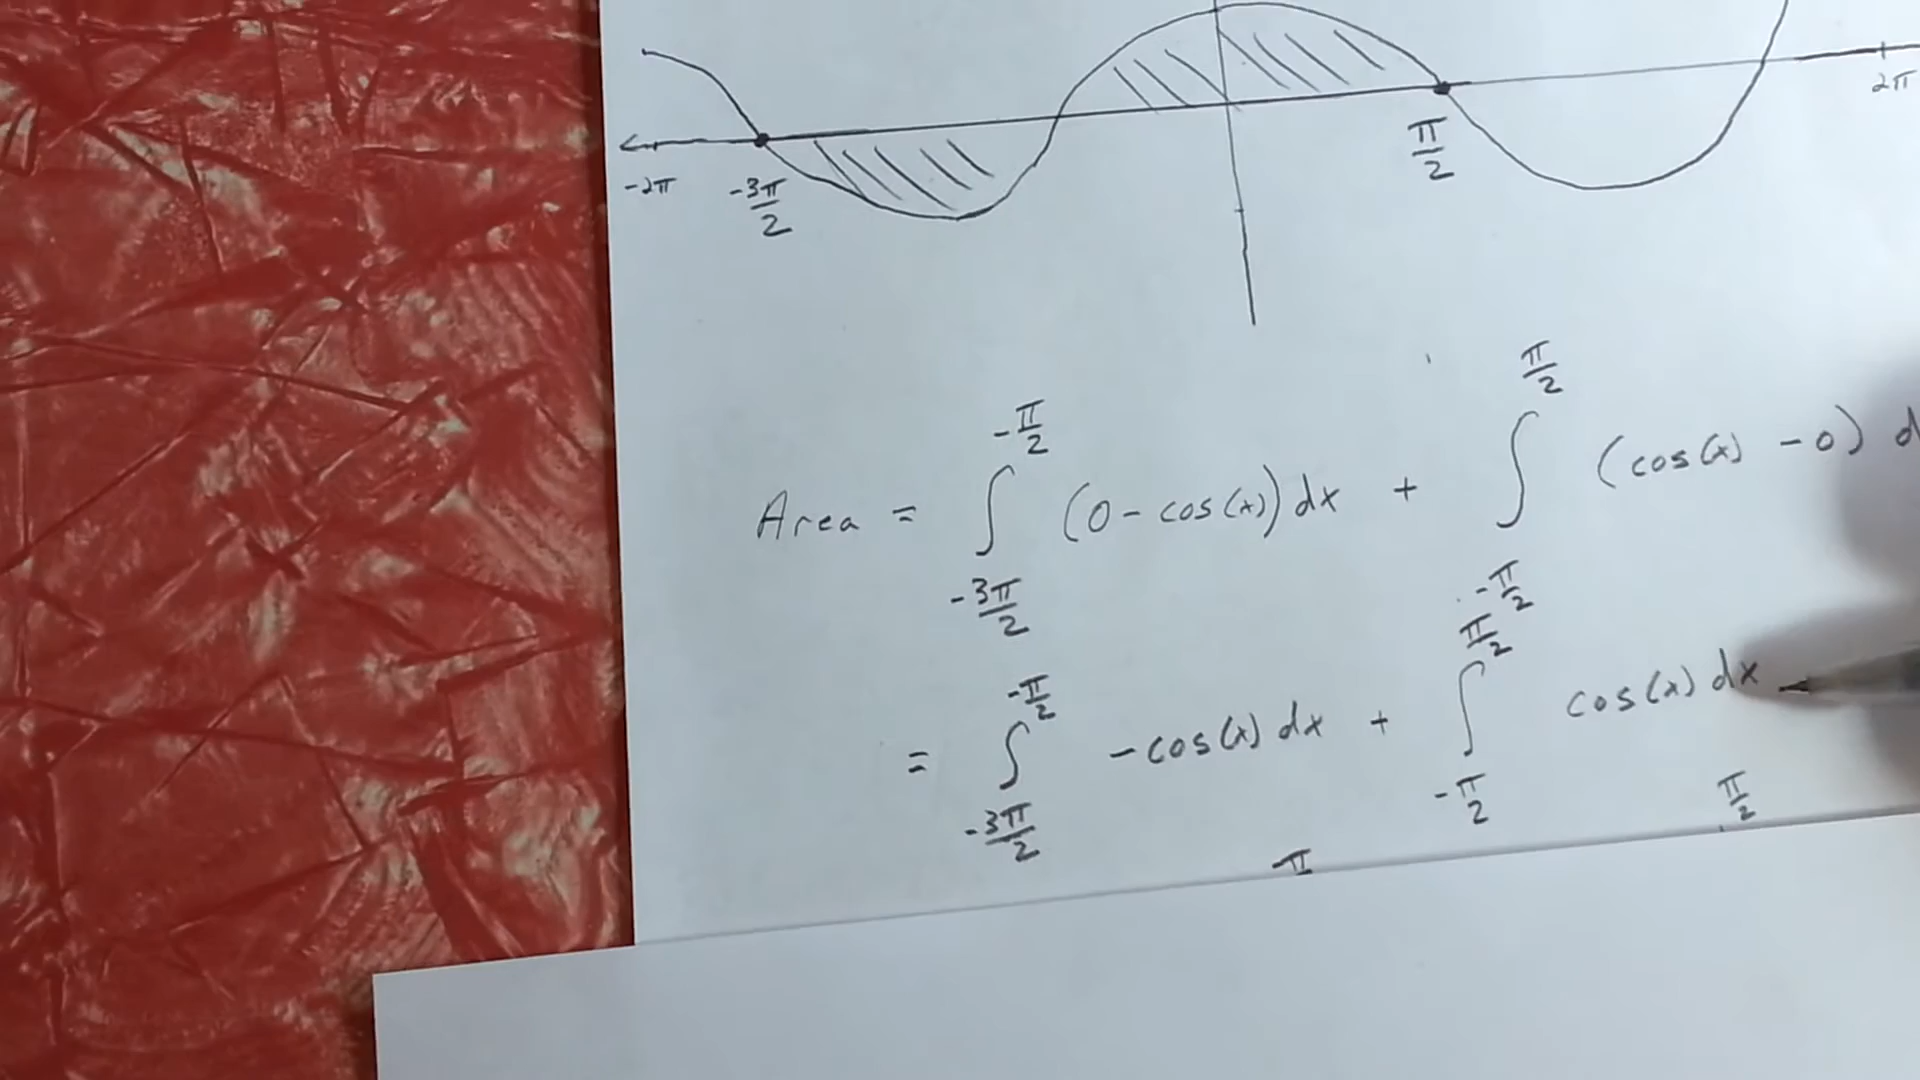 -2π -3π/2 π/2 2π
Area = ∫_{-3π/2}^{-π/2} (0 - cos(x)) dx + ∫_{-π/2}^{π/2} (cos(x) - 0) d
= ∫_{-3π/2}^{-π/2} -cos(x) dx + ∫_{-π/2}^{π/2} cos(x) dx
-π π/2